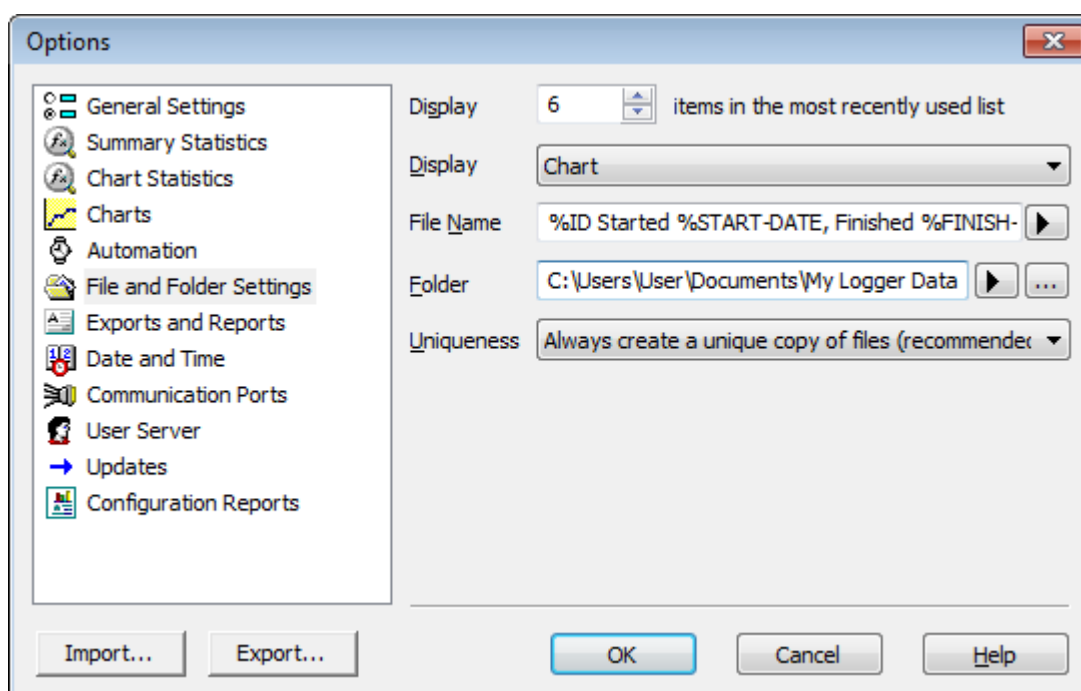 Options
General Settings
Summary Statistics
Chart Statistics
Charts
Automation
File and Folder Settings
Exports and Reports
Date and Time
Communication Ports
User Server
Updates
Configuration Reports
Display 6 items in the most recently used list
Display Chart
File Name %ID Started %START-DATE, Finished %FINISH-
Folder C:\Users\User\Documents\My Logger Data ...
Uniqueness Always create a unique copy of files (recommended
Import... Export... OK Cancel Help